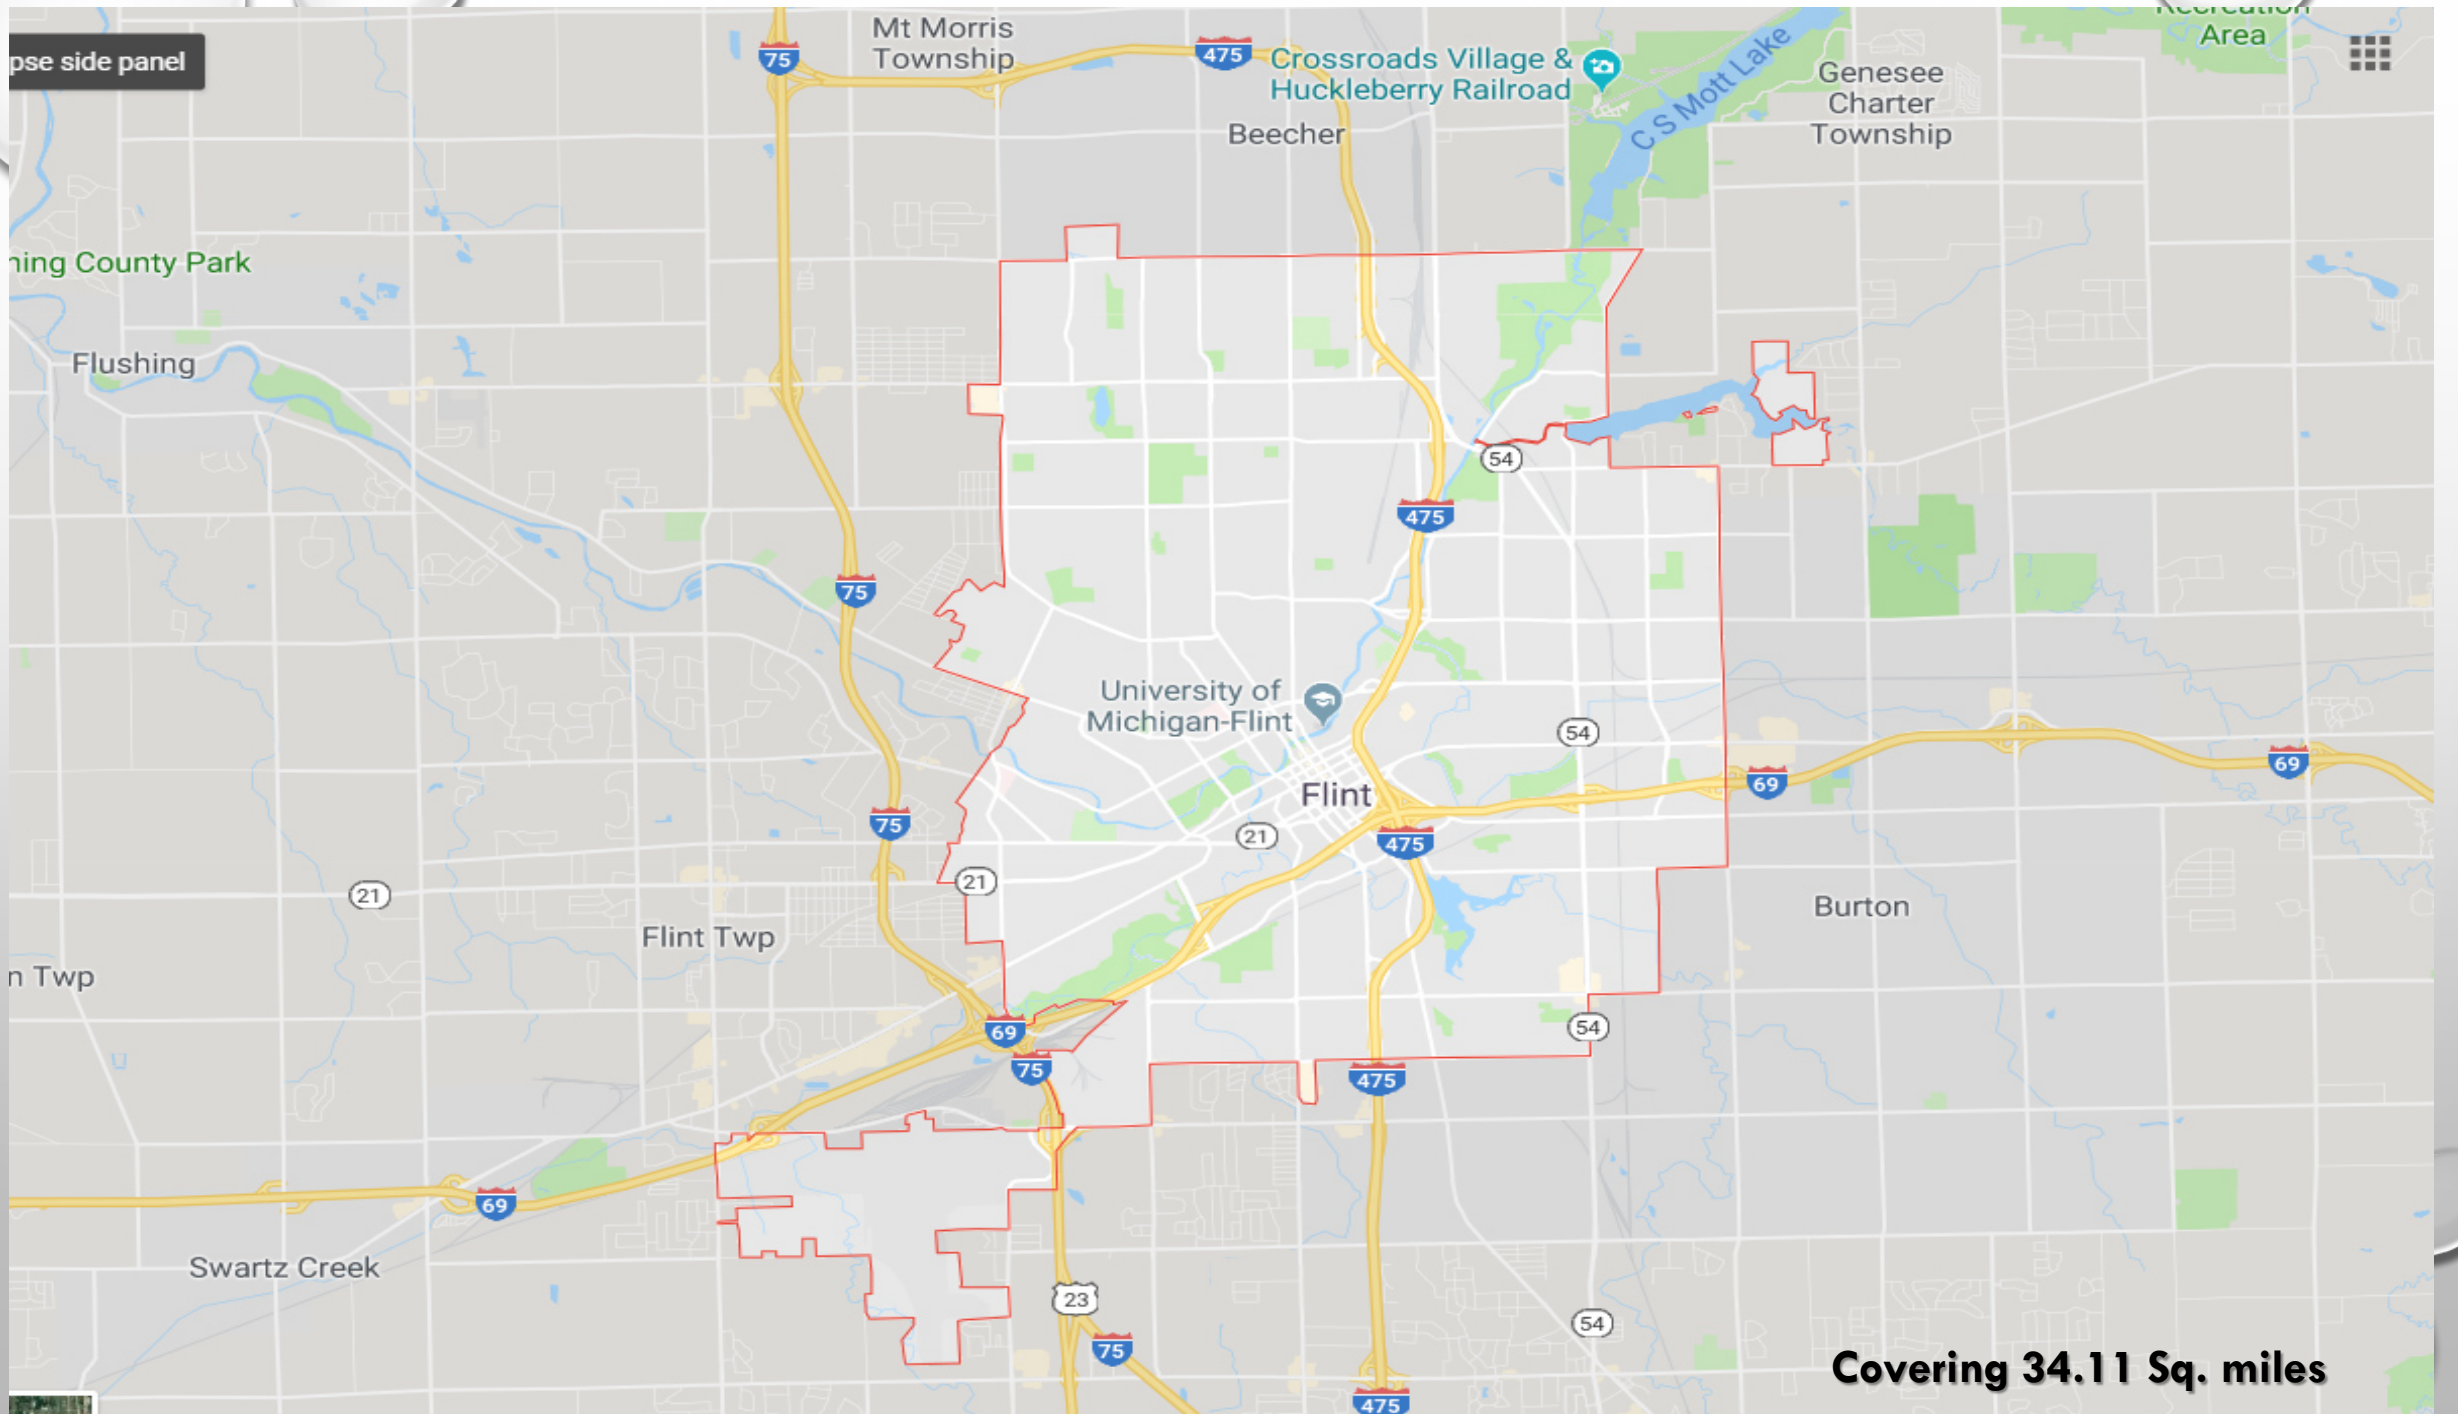 Recreation
Area
pse side panel
75
Mt Morris
Township
475
Crossroads Village &
Huckleberry Railroad
C S Mott Lake
Genesee
Charter
Township
Beecher
ning County Park
Flushing
54
475
75
University of
Michigan-Flint
54
69
69
Flint
75
21
475
21
21
Burton
Flint Twp
n Twp
69
54
75
475
69
Swartz Creek
23
54
75
Covering 34.11 Sq. miles
475